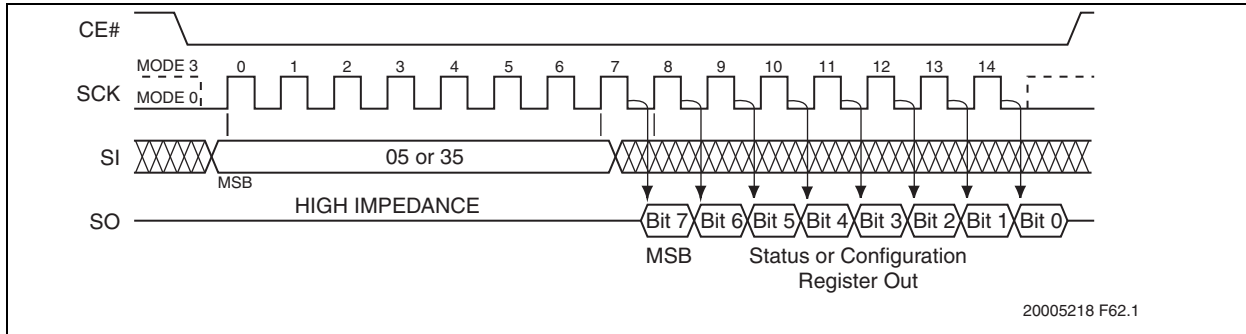 CE#
MODE 3
0 1 2 3 4 5 6 7 8 9 10 11 12 13 14
SCK
MODE 0
SI
05 or 35
MSB
HIGH IMPEDANCE
SO
Bit 7 Bit 6 Bit 5 Bit 4 Bit 3 Bit 2 Bit 1 Bit 0
MSB
Status or Configuration
Register Out
20005218 F62.1